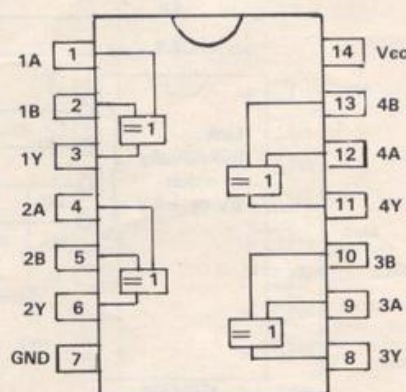 1A 1 14 Vcc
1B 2 = 1 13 4B
1Y 3 12 4A
= 1
2A 4 11 4Y
2B 5 10 3B
= 1
2Y 6 9 3A
= 1
GND 7 8 3Y